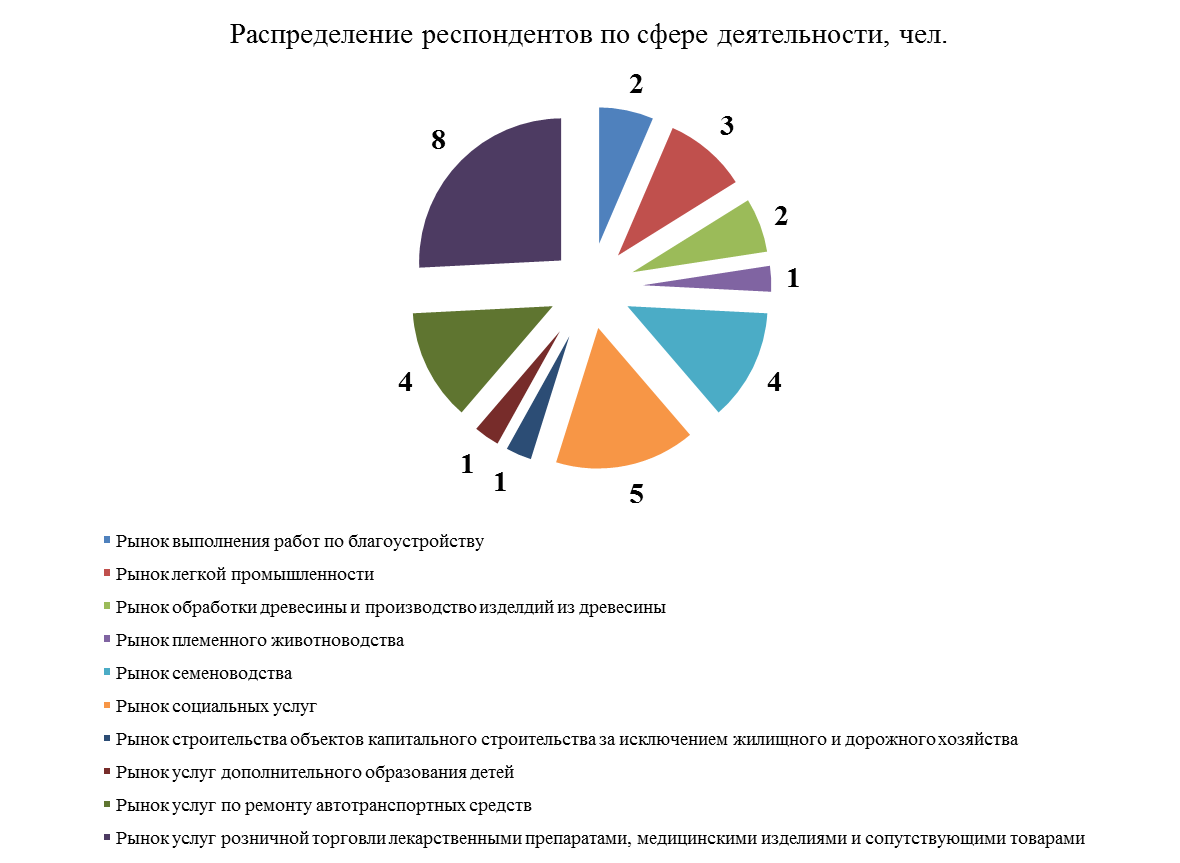 Распределение респондентов по сфере деятельности, чел.
2
3
2
1
4
5
1
1
4
8
Рынок выполнения работ по благоустройству
Рынок легкой промышленности
Рынок обработки древесины и производство изделдий из древесины
Рынок племенного животноводства
Рынок семеноводства
Рынок социальных услуг
Рынок строительства объектов капитального строительства за исключением жилищного и дорожного хозяйства
Рынок услуг дополнительного образования детей
Рынок услуг по ремонту автотранспортных средств
Рынок услуг розничной торговли лекарственными препаратами, медицинскими изделиями и сопутствующими товарами